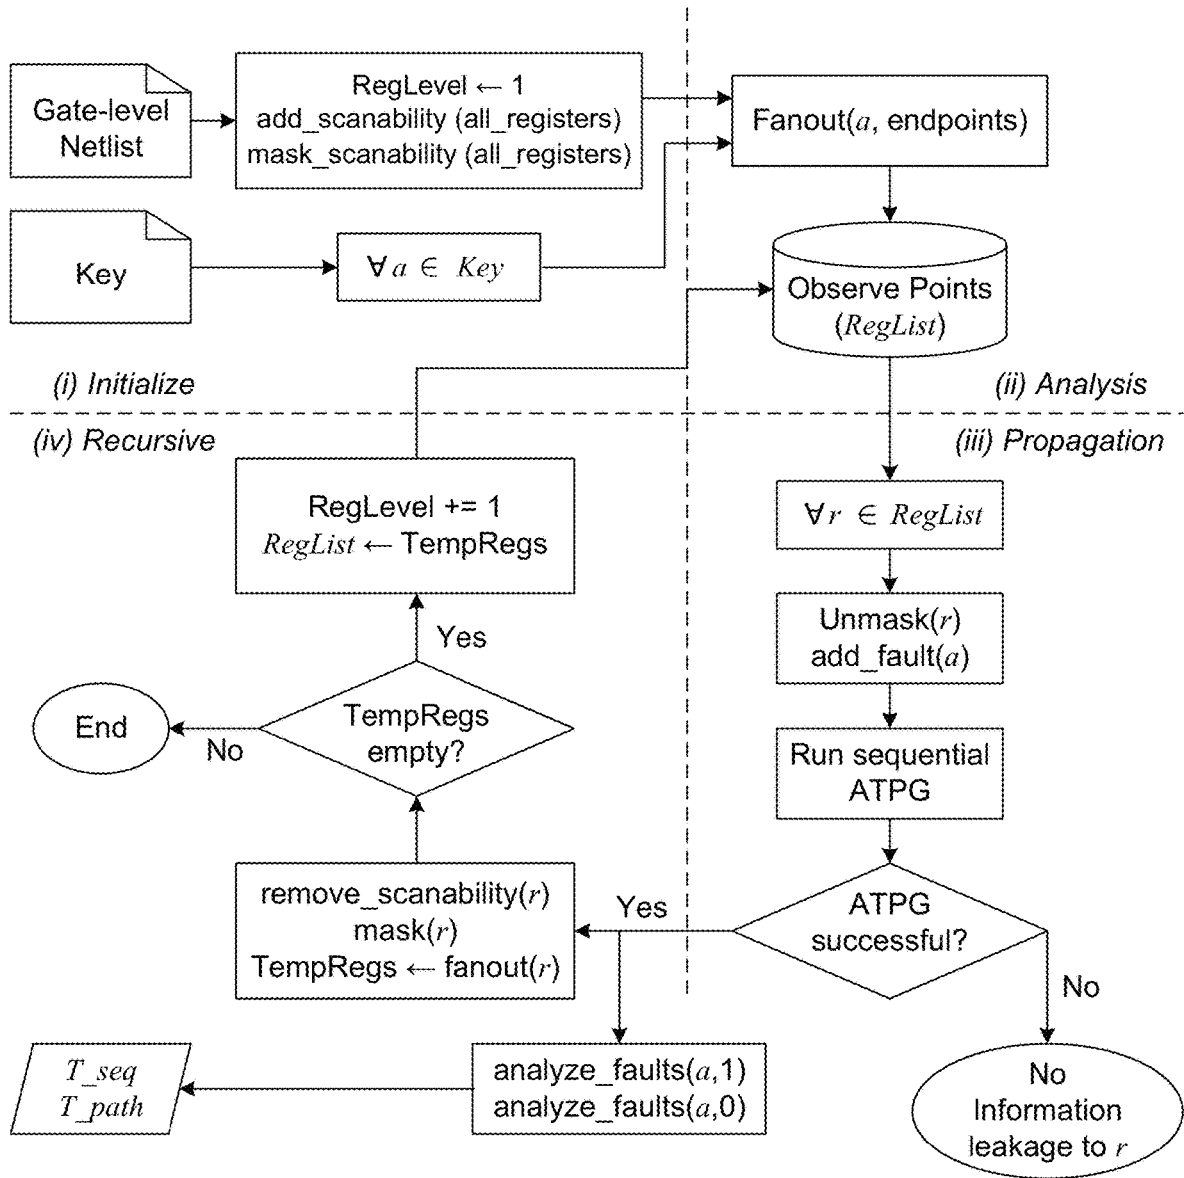 Gate-level
Netlist
RegLevel ← 1
add_scanability (all_registers)
mask_scanability (all_registers)
Fanout(a, endpoints)
Key
∀ a ∈ Key
Observe Points
(RegList)
(i) Initialize
(ii) Analysis
(iv) Recursive
(iii) Propagation
RegLevel += 1
RegList ← TempRegs
∀ r ∈ RegList
Unmask(r)
add_fault(a)
Yes
TempRegs
empty?
End
No
Run sequential
ATPG
remove_scanability(r)
mask(r)
TempRegs ← fanout(r)
Yes
ATPG
successful?
No
T_seq
T_path
analyze_faults(a,1)
analyze_faults(a,0)
No
Information
leakage to r